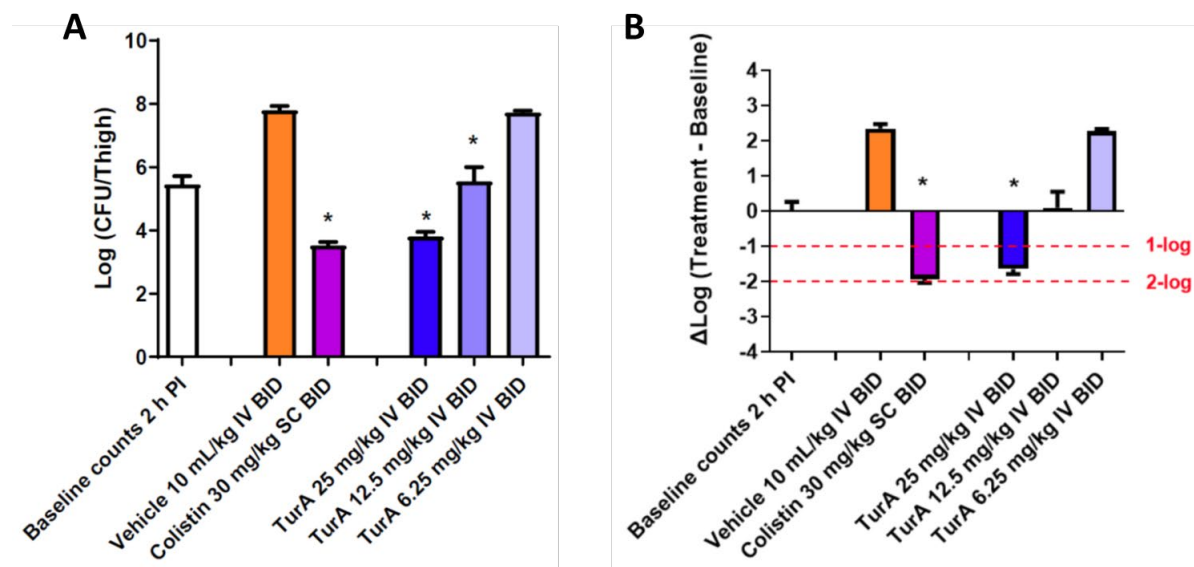 A
Log (CFU/Thigh)
10
8
6
4
2
0
*
*
*
Baseline counts 2 h PI
Vehicle 10 mL/kg IV BID
Colistin 30 mg/kg SC BID
TurA 25 mg/kg IV BID
TurA 12.5 mg/kg IV BID
TurA 6.25 mg/kg IV BID
B
ΔLog (Treatment - Baseline)
4
3
2
1
0
-1
-2
-3
-4
*
*
1-log
2-log
Baseline counts 2 h PI
Vehicle 10 mL/kg IV BID
Colistin 30 mg/kg SC BID
TurA 25 mg/kg IV BID
TurA 12.5 mg/kg IV BID
TurA 6.25 mg/kg IV BID